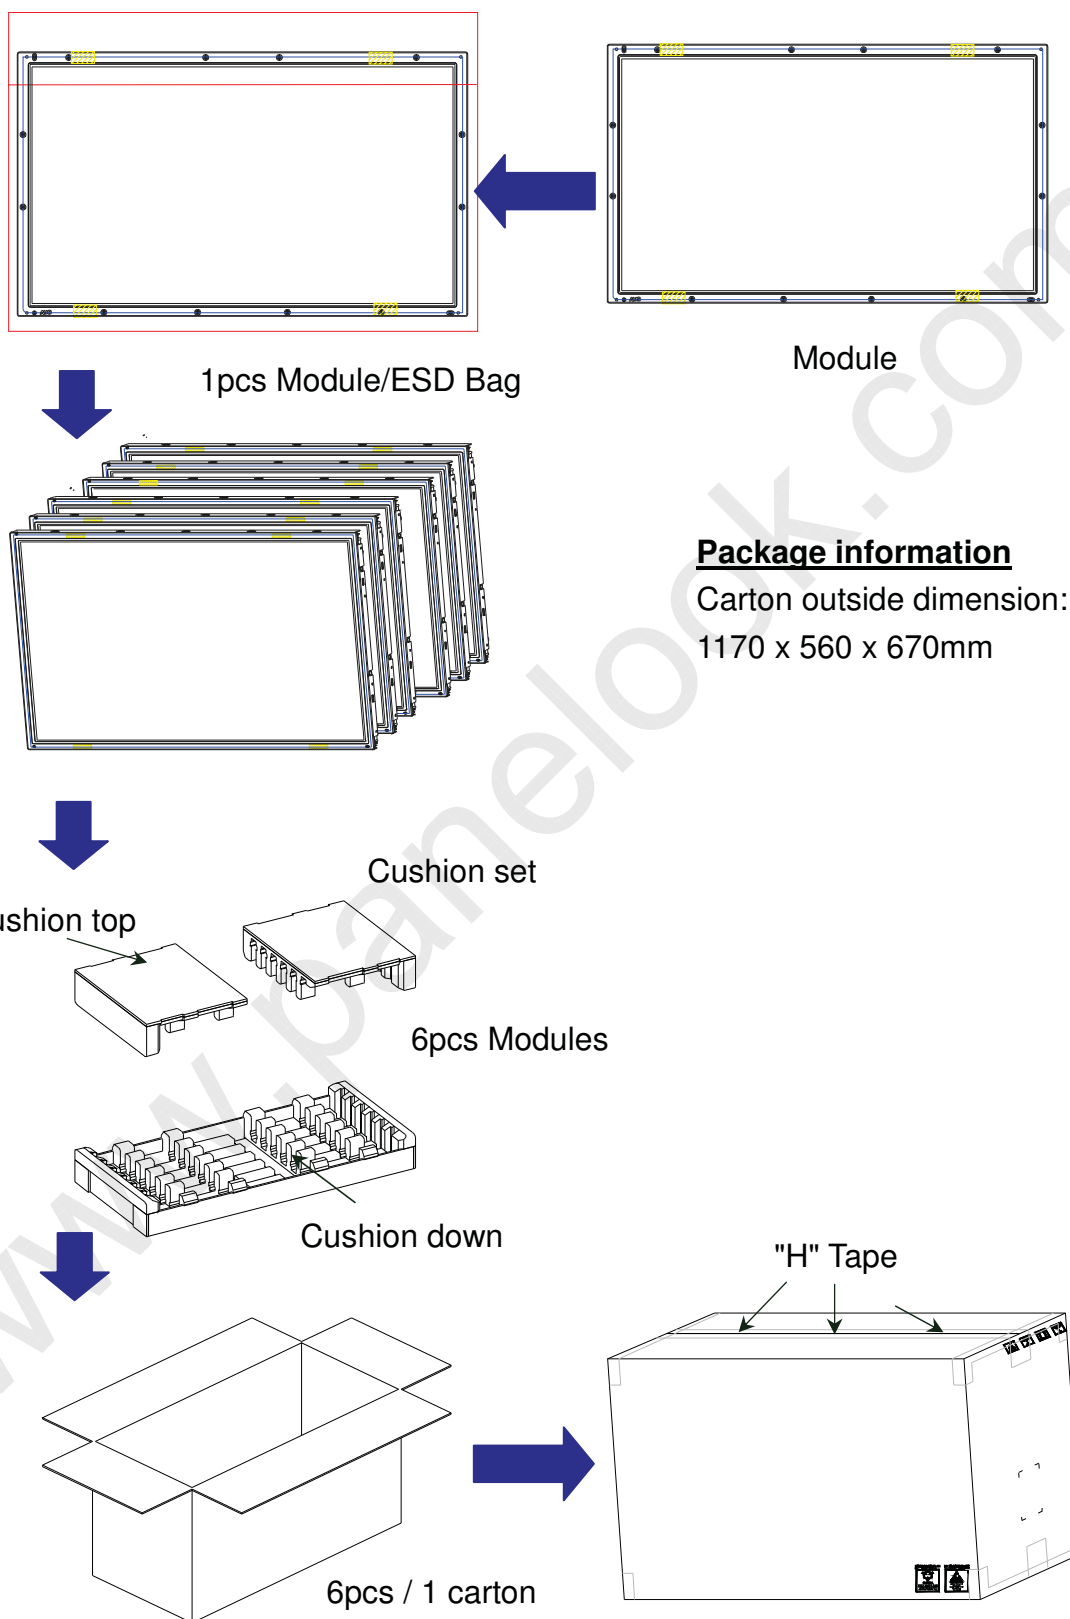 Module
1pcs Module/ESD Bag
Package information
Carton outside dimension:
1170 x 560 x 670mm
Cushion set
ushion top
6pcs Modules
Cushion down
"H" Tape
6pcs / 1 carton
www.panelook.com